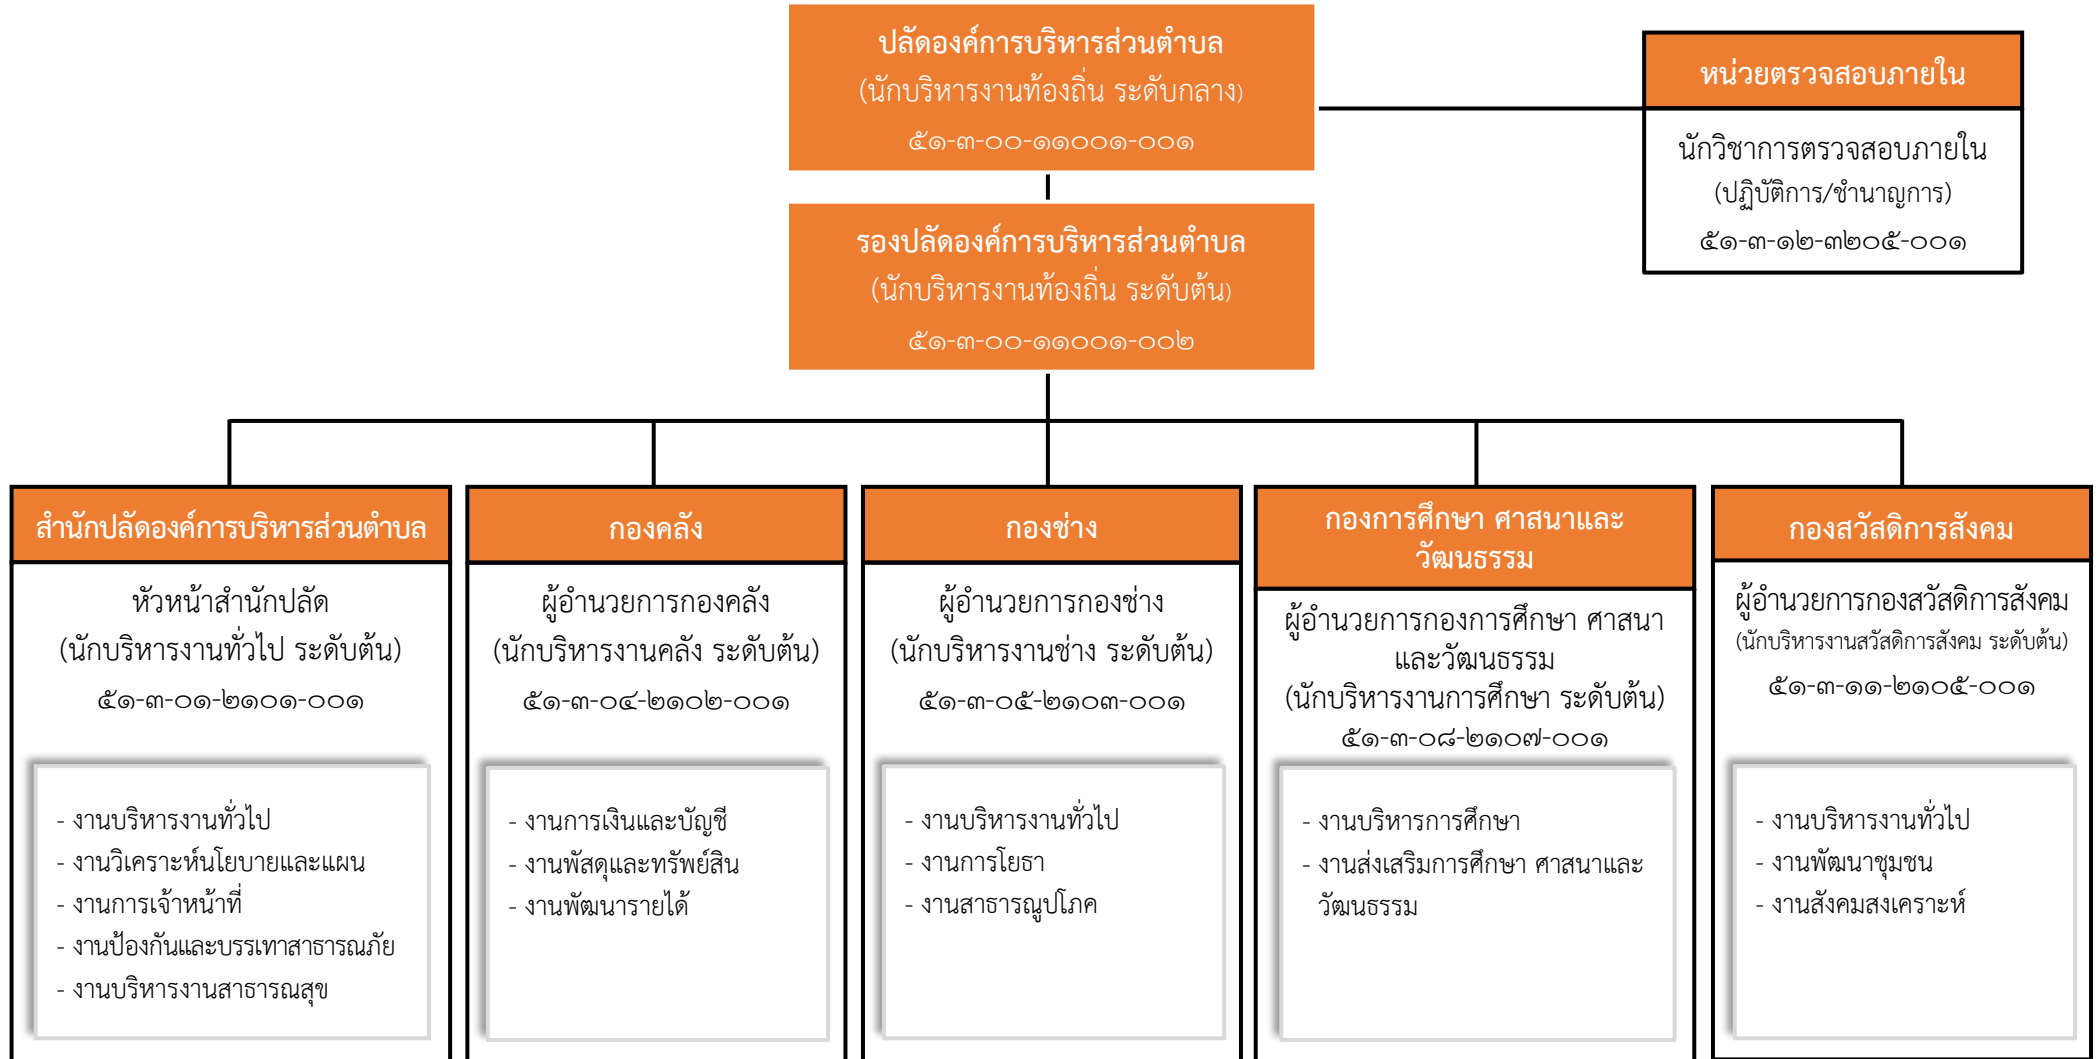 ปลัดองค์การบริหารส่วนตำบล
(นักบริหารงานท้องถิ่น ระดับกลาง)
๕๑-๓-๐๐-๑๑๐๐๑-๐๐๑
หน่วยตรวจสอบภายใน
นักวิชาการตรวจสอบภายใน
(ปฏิบัติการ/ชำนาญการ)
๕๑-๓-๑๒-๓๒๐๕-๐๐๑
รองปลัดองค์การบริหารส่วนตำบล
(นักบริหารงานท้องถิ่น ระดับต้น)
๕๑-๓-๐๐-๑๑๐๐๑-๐๐๒
สำนักปลัดองค์การบริหารส่วนตำบล
หัวหน้าสำนักปลัด
(นักบริหารงานทั่วไป ระดับต้น)
๕๑-๓-๐๑-๒๑๐๑-๐๐๑
- งานบริหารงานทั่วไป
- งานวิเคราะห์นโยบายและแผน
- งานการเจ้าหน้าที่
- งานป้องกันและบรรเทาสาธารณภัย
- งานบริหารงานสาธารณสุข
กองคลัง
ผู้อำนวยการกองคลัง
(นักบริหารงานคลัง ระดับต้น)
๕๑-๓-๐๔-๒๑๐๒-๐๐๑
- งานการเงินและบัญชี
- งานพัสดุและทรัพย์สิน
- งานพัฒนารายได้
กองช่าง
ผู้อำนวยการกองช่าง
(นักบริหารงานช่าง ระดับต้น)
๕๑-๓-๐๕-๒๑๐๓-๐๐๑
- งานบริหารงานทั่วไป
- งานการโยธา
- งานสาธารณูปโภค
กองการศึกษา ศาสนาและ
วัฒนธรรม
ผู้อำนวยการกองการศึกษา ศาสนา
และวัฒนธรรม
(นักบริหารงานการศึกษา ระดับต้น)
๕๑-๓-๐๘-๒๑๐๗-๐๐๑
- งานบริหารการศึกษา
- งานส่งเสริมการศึกษา ศาสนาและ
วัฒนธรรม
กองสวัสดิการสังคม
ผู้อำนวยการกองสวัสดิการสังคม
(นักบริหารงานสวัสดิการสังคม ระดับต้น)
๕๑-๓-๑๑-๒๑๐๕-๐๐๑
- งานบริหารงานทั่วไป
- งานพัฒนาชุมชน
- งานสังคมสงเคราะห์